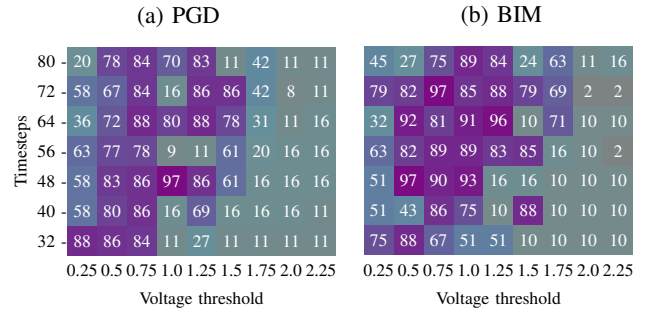 (a) PGD
(b) BIM
Timesteps
80 - 20 78 84 70 83 11 42 11 11
72 - 58 67 84 16 86 86 42 8 11
64 - 36 72 88 80 88 78 31 11 16
56 - 63 77 78 9 11 61 20 16 16
48 - 58 83 86 97 86 61 16 16 16
40 - 58 80 86 16 69 16 16 16 11
32 - 88 86 84 11 27 11 11 11 11
0.25 0.5 0.75 1.0 1.25 1.5 1.75 2.0 2.25
Voltage threshold
45 27 75 89 84 24 63 11 16
79 82 97 85 88 79 69 2 2
32 92 81 91 96 10 71 10 10
63 82 89 89 83 85 16 10 2
51 97 90 93 16 16 10 10 10
51 43 86 75 10 88 10 10 10
75 88 67 51 51 10 10 10 10
0.25 0.5 0.75 1.0 1.25 1.5 1.75 2.0 2.25
Voltage threshold